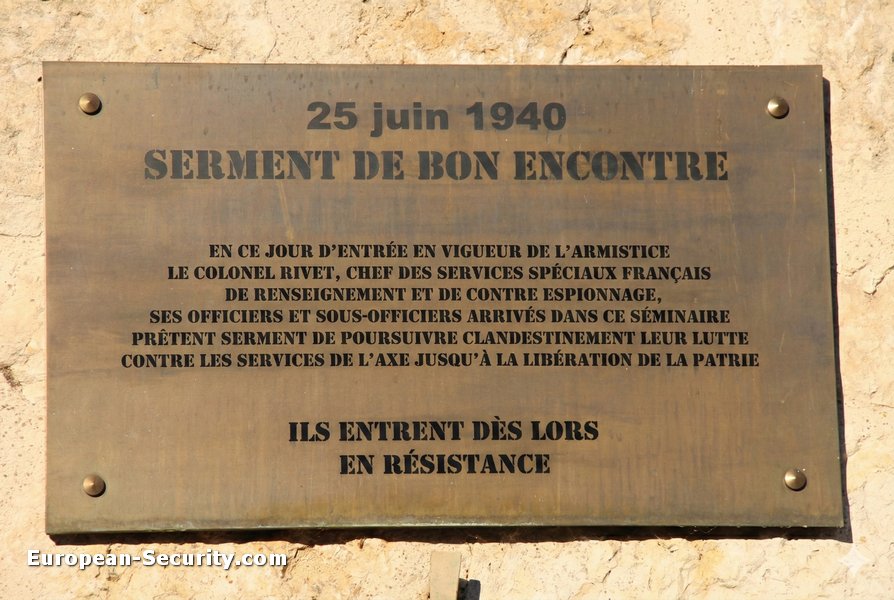 25 juin 1940
SERMENT DE BON ENCONTRE
EN CE JOUR D'ENTRÉE EN VIGUEUR DE L'ARMISTICE
LE COLONEL RIVET, CHEF DES SERVICES SPÉCIAUX FRANÇAIS
DE RENSEIGNEMENT ET DE CONTRE ESPIONNAGE,
SES OFFICIERS ET SOUS-OFFICIERS ARRIVÉS DANS CE SÉMINAIRE
PRÊTENT SERMENT DE POURSUIVRE CLANDESTINEMENT LEUR LUTTE
CONTRE LES SERVICES DE L'AXE JUSQU'À LA LIBÉRATION DE LA PATRIE
ILS ENTRENT DÈS LORS
EN RÉSISTANCE
European-Security.com